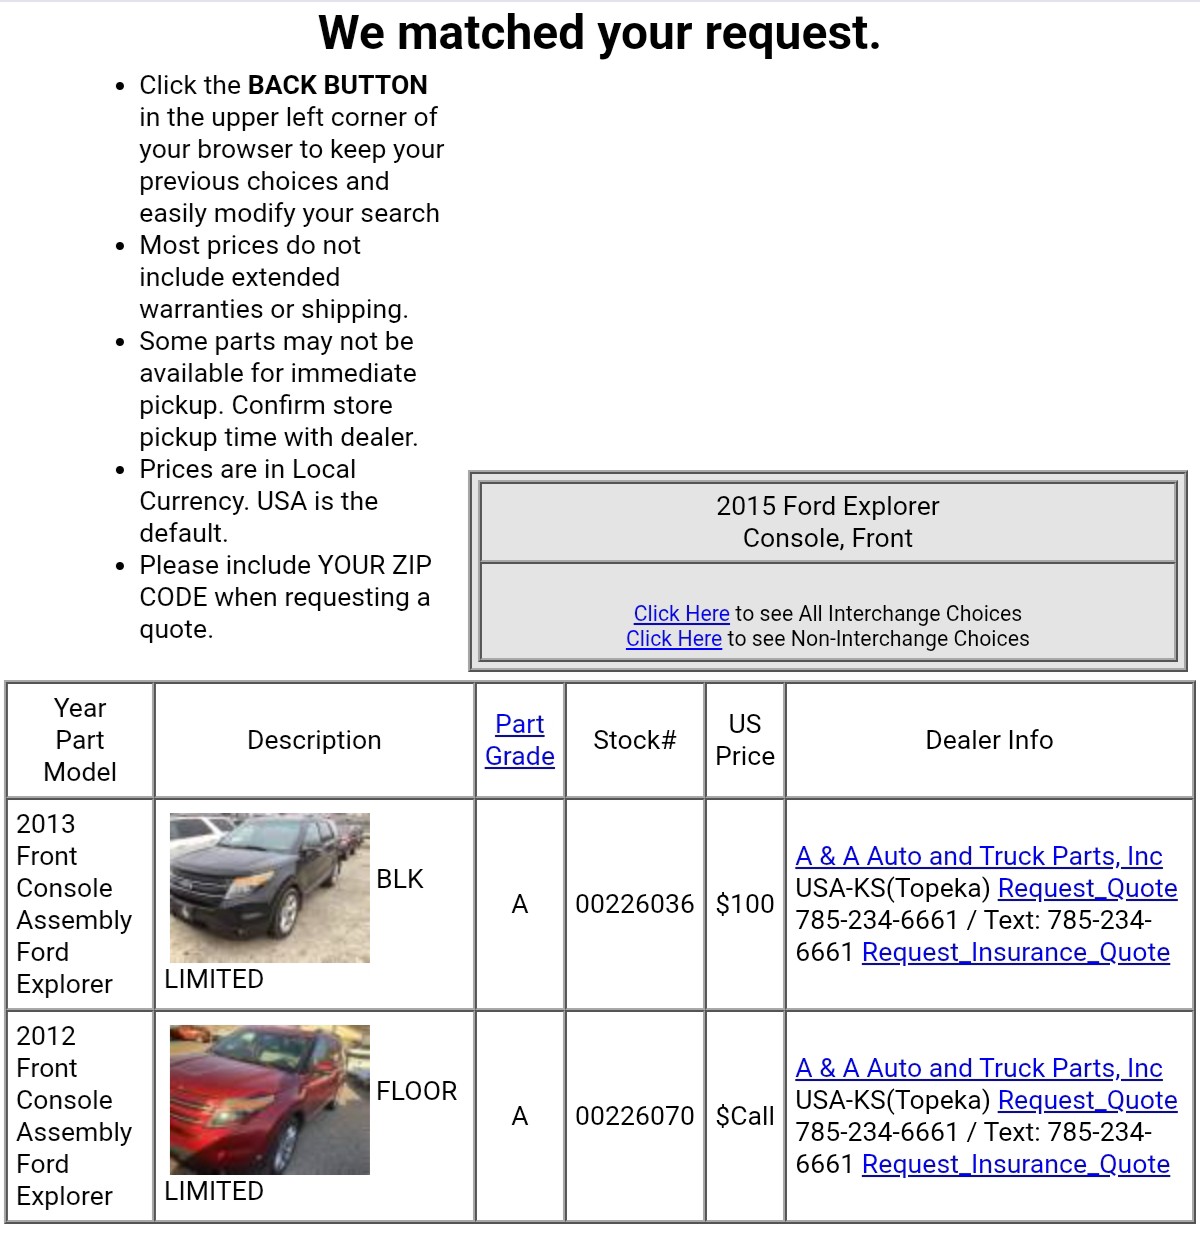 We matched your request.
• Click the BACK BUTTON
in the upper left corner of
your browser to keep your
previous choices and
easily modify your search
• Most prices do not
include extended
warranties or shipping.
• Some parts may not be
available for immediate
pickup. Confirm store
pickup time with dealer.
• Prices are in Local
Currency. USA is the
default.
• Please include YOUR ZIP
CODE when requesting a
quote.
2015 Ford Explorer
Console, Front
Click Here to see All Interchange Choices
Click Here to see Non-Interchange Choices
Year
Part
Model
Description
Part
Grade
Stock#
US
Price
Dealer Info
2013
Front
Console
Assembly
Ford
Explorer
BLK
LIMITED
A
00226036
$100
A & A Auto and Truck Parts, Inc
USA-KS(Topeka) Request_Quote
785-234-6661 / Text: 785-234-
6661 Request_Insurance_Quote
2012
Front
Console
Assembly
Ford
Explorer
FLOOR
LIMITED
A
00226070
$Call
A & A Auto and Truck Parts, Inc
USA-KS(Topeka) Request_Quote
785-234-6661 / Text: 785-234-
6661 Request_Insurance_Quote